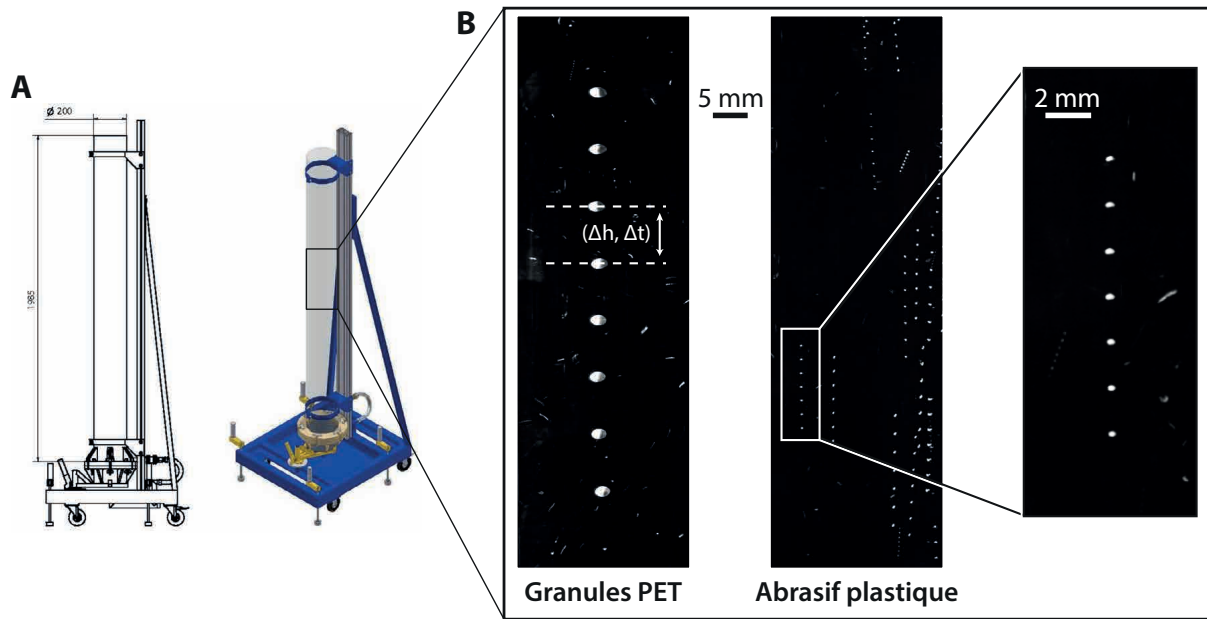 A
Ø 200
1985
B
5 mm
(Δh, Δt)
2 mm
Granules PET
Abrasif plastique